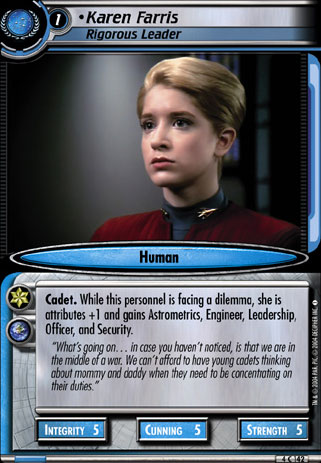 1
•Karen Farris
Rigorous Leader
Human
Cadet. While this personnel is facing a dilemma, she is
attributes +1 and gains Astrometrics, Engineer, Leadership,
Officer, and Security.
"What's going on. . . in case you haven't noticed, is that we are in
the middle of a war. We can't afford to have young cadets thinking
about mommy and daddy when they need to be concentrating on
their duties."
INTEGRITY 5
CUNNING 5
STRENGTH 5
4 C 142